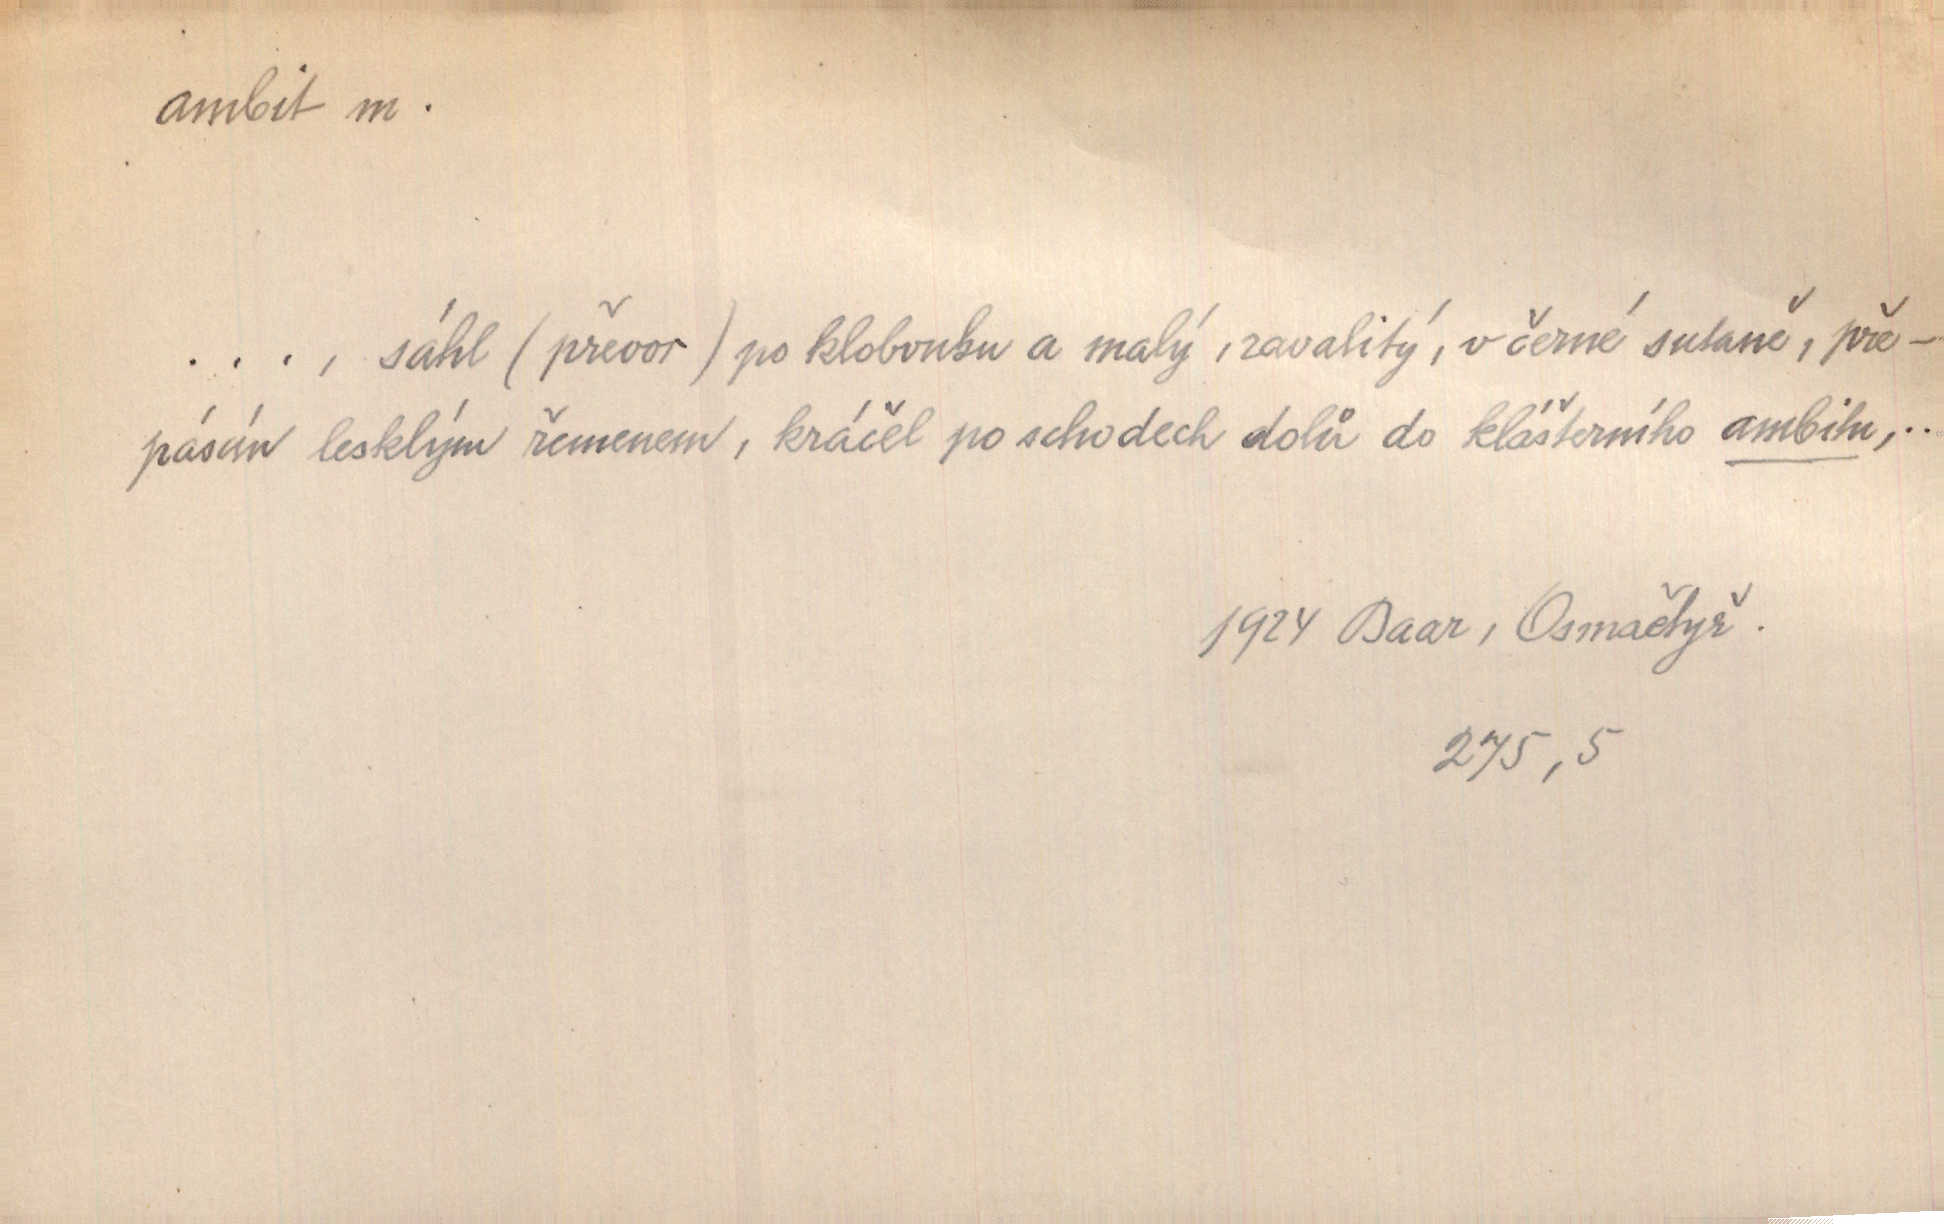 ambit m.
. . . , sáhl (převor) po klobouku a malý, zavalitý, v černé sutaně, pře-
pásán lesklým řemenem, kráčel po schodech dolů do klášterního ambitu, ..
1924 Baar, Osmačtyř.
275, 5